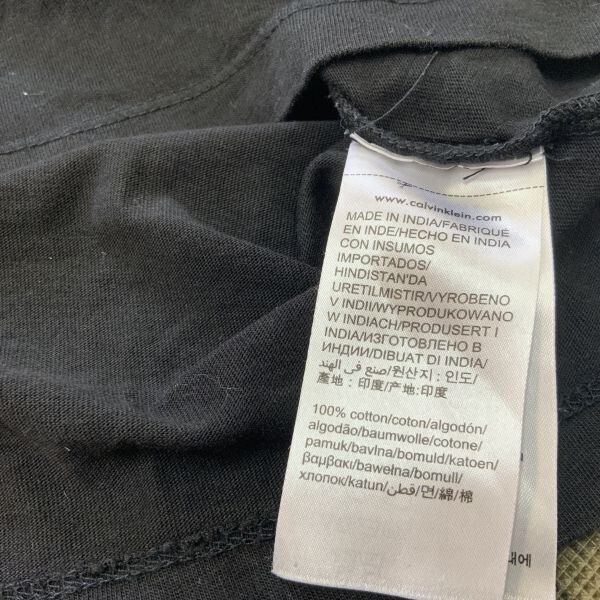 www.calvinklein.com
MADE IN INDIA/FABRIQUÉ
EN INDE/HECHO EN INDIA
CON INSUMOS
IMPORTADOS/
HINDISTAN'DA
URETILMISTIR/VYROBENO
V INDII/WYPRODUKOWANO
W INDIACH/PRODUSERT I
INDIA/ИЗГОТОВЛЕНО В
ИНДИИ/DIBUAT DI INDIA/
صنع في الهند/원산지 : 인도/
產地 : 印度/产地:印度
100% cotton/coton/algodón/
algodão/baumwolle/cotone/
pamuk/bavlna/bomuld/katoen/
βαμβακι/bawełna/bomull/
хлопок/katun/قطن/면/綿/棉
에